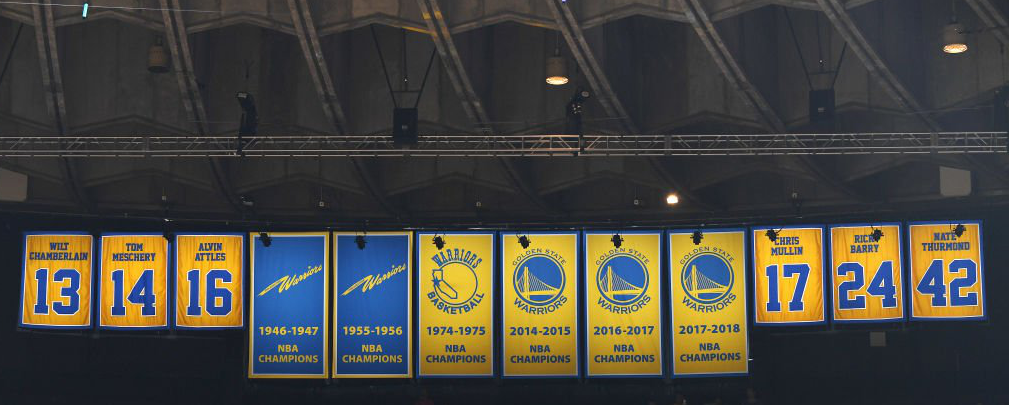 WILT
CHAMBERLAIN
13
TOM
MESCHERY
14
ALVIN
ATTLES
16
Warriors
1946-1947
NBA
CHAMPIONS
Warriors
1955-1956
NBA
CHAMPIONS
WARRIORS
BASKETBALL
1974-1975
NBA
CHAMPIONS
GOLDEN STATE
WARRIORS
2014-2015
NBA
CHAMPIONS
GOLDEN STATE
WARRIORS
2016-2017
NBA
CHAMPIONS
GOLDEN STATE
WARRIORS
2017-2018
NBA
CHAMPIONS
CHRIS
MULLIN
17
RICK
BARRY
24
NATE
THURMOND
42